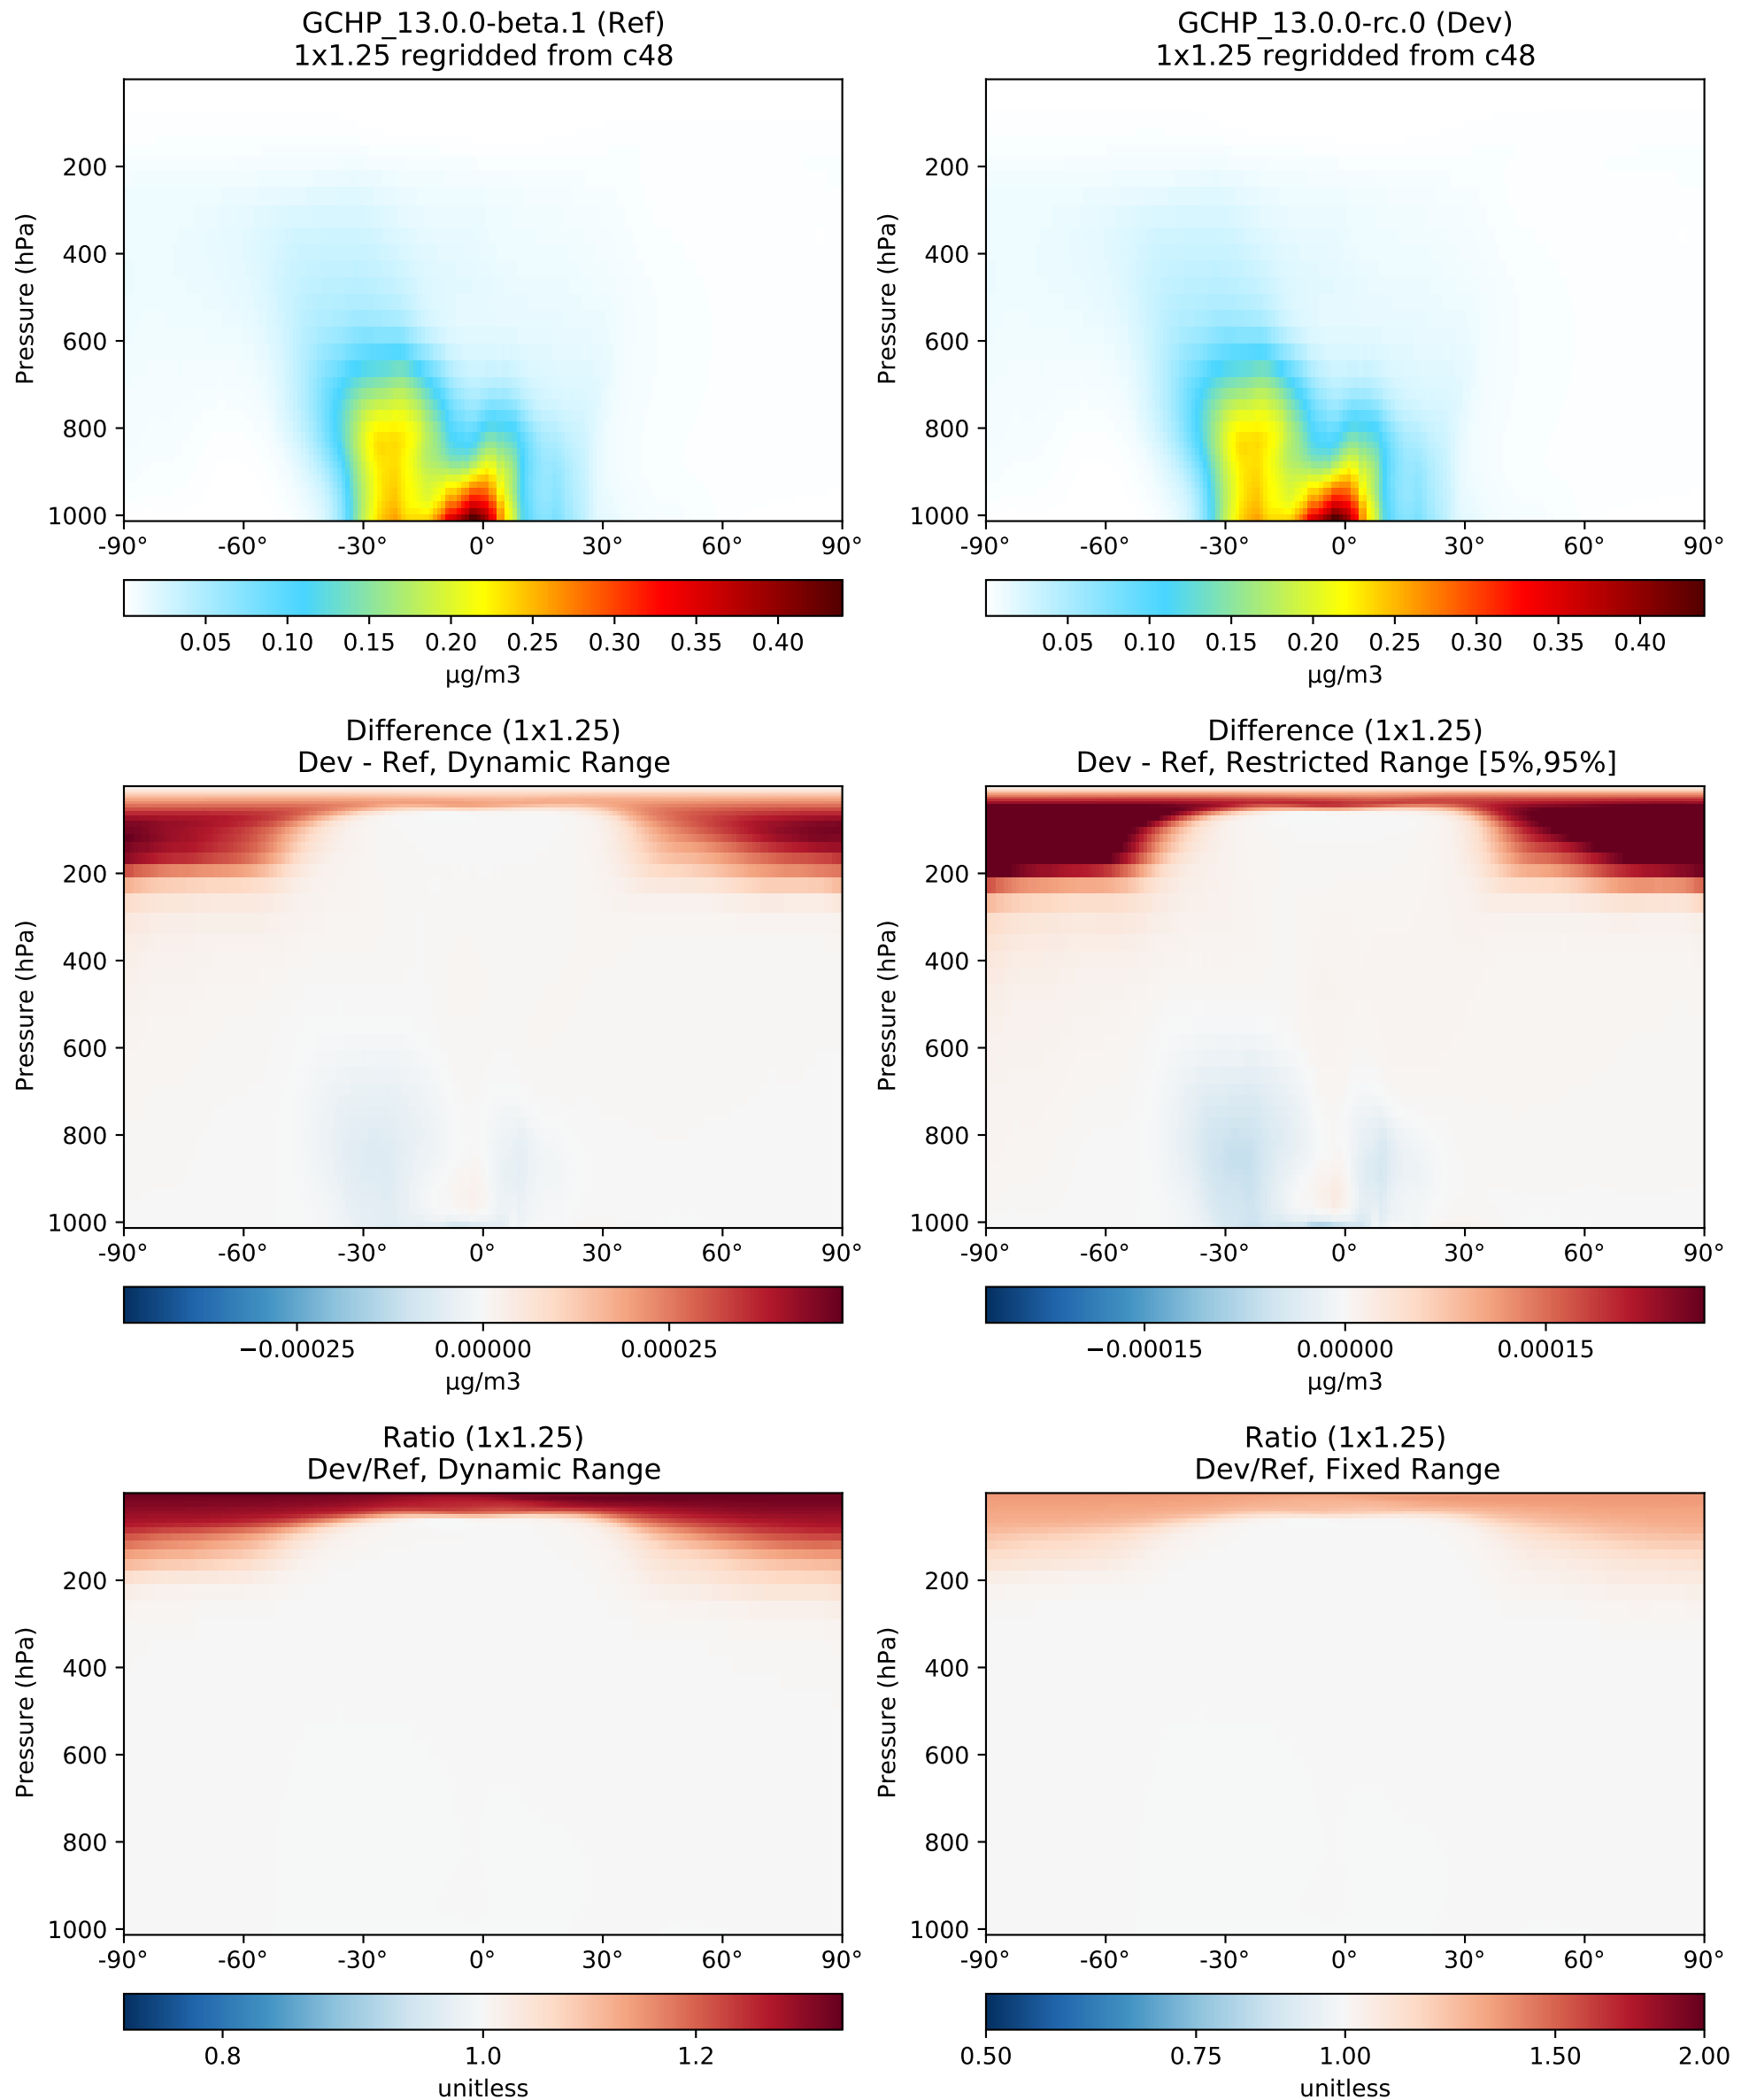 GCHP_13.0.0-beta.1 (Ref)
1x1.25 regridded from c48
Pressure (hPa)
200
400
600
800
1000
-90° -60° -30° 0° 30° 60° 90°
0.05 0.10 0.15 0.20 0.25 0.30 0.35 0.40
µg/m3
GCHP_13.0.0-rc.0 (Dev)
1x1.25 regridded from c48
Pressure (hPa)
200
400
600
800
1000
-90° -60° -30° 0° 30° 60° 90°
0.05 0.10 0.15 0.20 0.25 0.30 0.35 0.40
µg/m3
Difference (1x1.25)
Dev - Ref, Dynamic Range
Pressure (hPa)
200
400
600
800
1000
-90° -60° -30° 0° 30° 60° 90°
−0.00025 0.00000 0.00025
µg/m3
Difference (1x1.25)
Dev - Ref, Restricted Range [5%,95%]
Pressure (hPa)
200
400
600
800
1000
-90° -60° -30° 0° 30° 60° 90°
−0.00015 0.00000 0.00015
µg/m3
Ratio (1x1.25)
Dev/Ref, Dynamic Range
Pressure (hPa)
200
400
600
800
1000
-90° -60° -30° 0° 30° 60° 90°
0.8 1.0 1.2
unitless
Ratio (1x1.25)
Dev/Ref, Fixed Range
Pressure (hPa)
200
400
600
800
1000
-90° -60° -30° 0° 30° 60° 90°
0.50 0.75 1.00 1.50 2.00
unitless